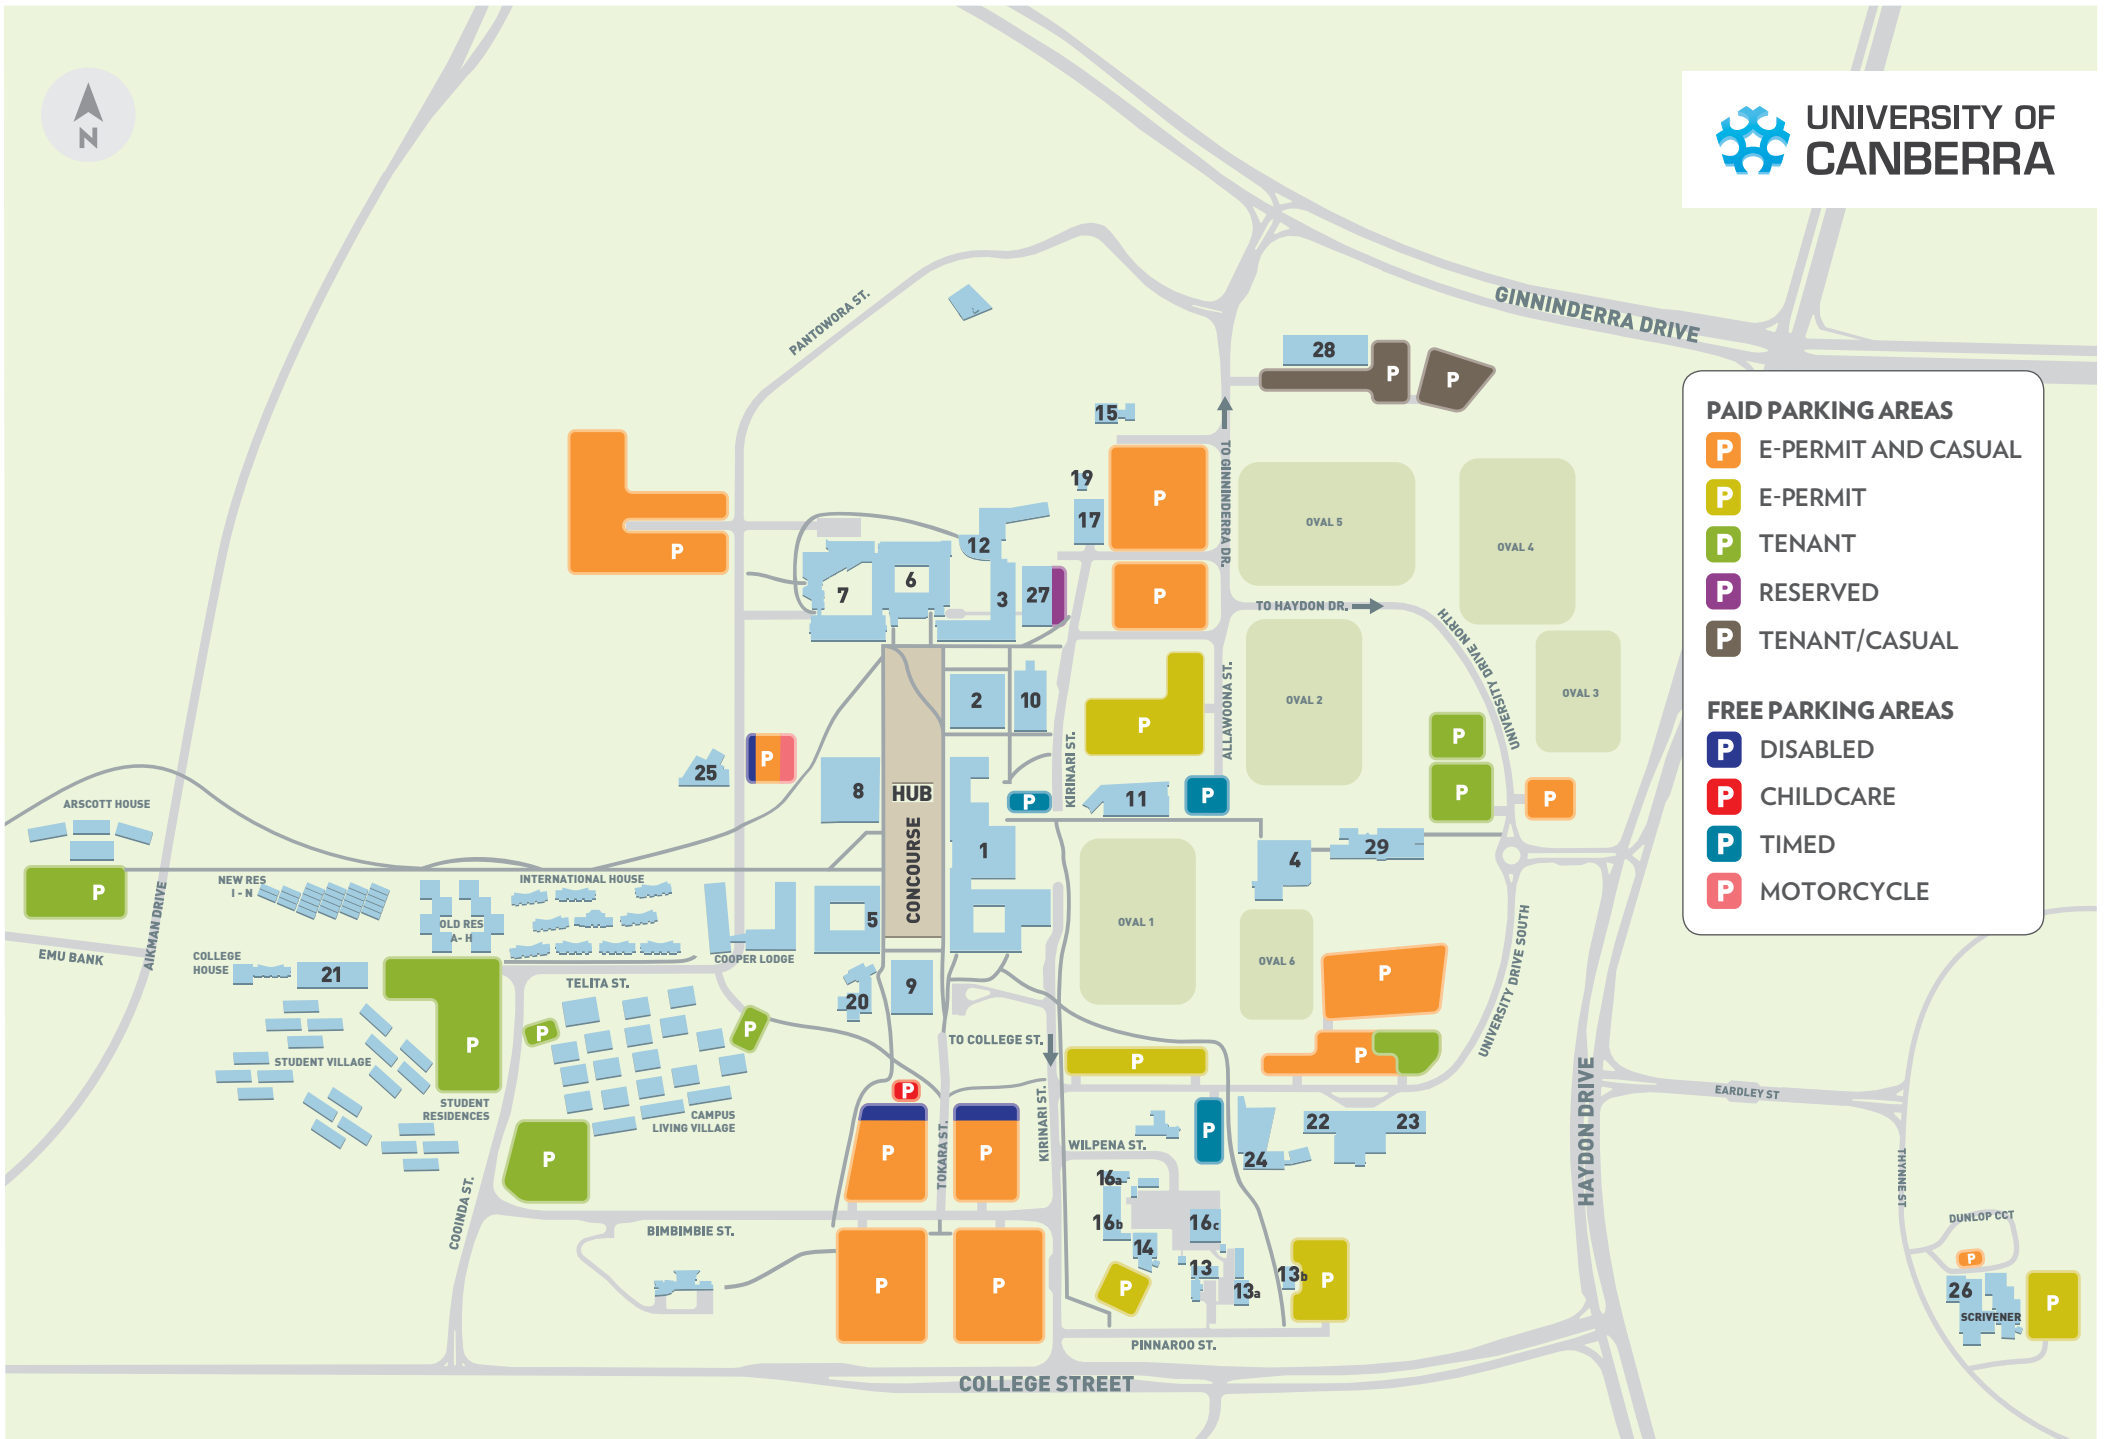 N
UNIVERSITY OF
CANBERRA
GINNINDERRA DRIVE
PANTOWORA ST.
28
P
P
PAID PARKING AREAS
P E-PERMIT AND CASUAL
P E-PERMIT
P TENANT
P RESERVED
P TENANT/CASUAL
FREE PARKING AREAS
P DISABLED
P CHILDCARE
P TIMED
P MOTORCYCLE
15
TO GINNINDERRA DR.
19
P
17
OVAL 5
OVAL 4
P
12
6
7
3
27
P
TO HAYDON DR.
UNIVERSITY DRIVE NORTH
2
10
P
ALLAWOONA ST.
OVAL 2
OVAL 3
P
KIRINARI ST.
25
P
8
HUB
P
11
P
P
P
ARSCOTT HOUSE
CONCOURSE
1
4
29
P
NEW RES
I - N
INTERNATIONAL HOUSE
OLD RES
A- H
5
OVAL 1
AIKMAN DRIVE
EMU BANK
COLLEGE
HOUSE
21
COOPER LODGE
TELITA ST.
OVAL 6
P
UNIVERSITY DRIVE SOUTH
20
9
P
P
P
TO COLLEGE ST.
STUDENT VILLAGE
P
P
P
STUDENT
RESIDENCES
CAMPUS
LIVING VILLAGE
HAYDON DRIVE
EARDLEY ST
KIRINARI ST.
TOKARA ST.
22
23
P
P
P
P
WILPENA ST.
24
THYNNE ST
16a
16b
16c
COOINDA ST.
BIMBIMBIE ST.
14
13
13a
13b
P
P
P
P
DUNLOP CCT
P
26
SCRIVENER
P
PINNAROO ST.
COLLEGE STREET